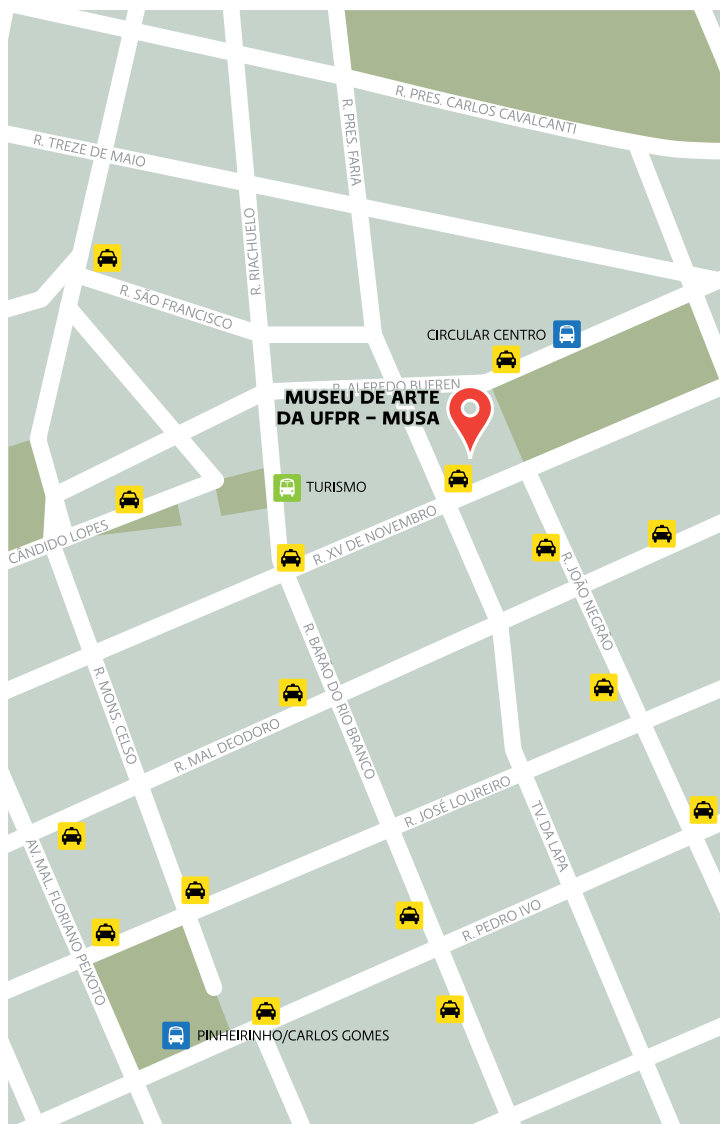 R. PRES. CARLOS CAVALCANTI
R. PRES. FARIA
R. TREZE DE MAIO
R. RIACHUELO
R. SÃO FRANCISCO
CIRCULAR CENTRO
R. ALFREDO BUFREN
MUSEU DE ARTE
DA UFPR – MUSA
TURISMO
R. XV DE NOVEMBRO
CÂNDIDO LOPES
R. JOÃO NEGRÃO
R. BARÃO DO RIO BRANCO
R. MONS. CELSO
R. MAL DEODORO
R. JOSÉ LOUREIRO
TV. DA LAPA
AV. MAL. FLORIANO PEIXOTO
R. PEDRO IVO
PINHEIRINHO/CARLOS GOMES